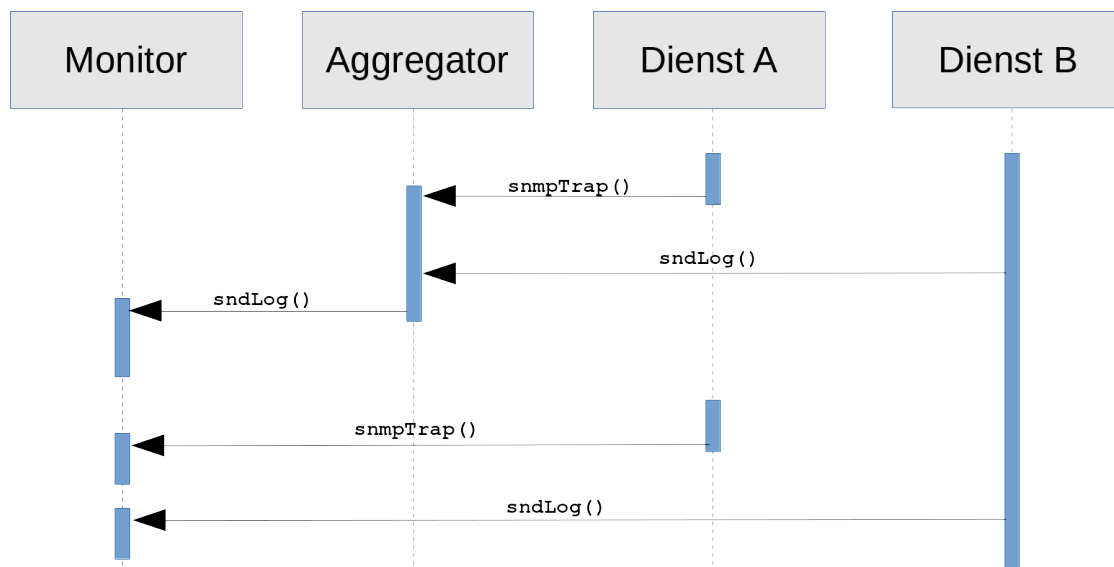 Monitor
Aggregator
Dienst A
Dienst B
snmpTrap()
sndLog()
sndLog()
snmpTrap()
sndLog()